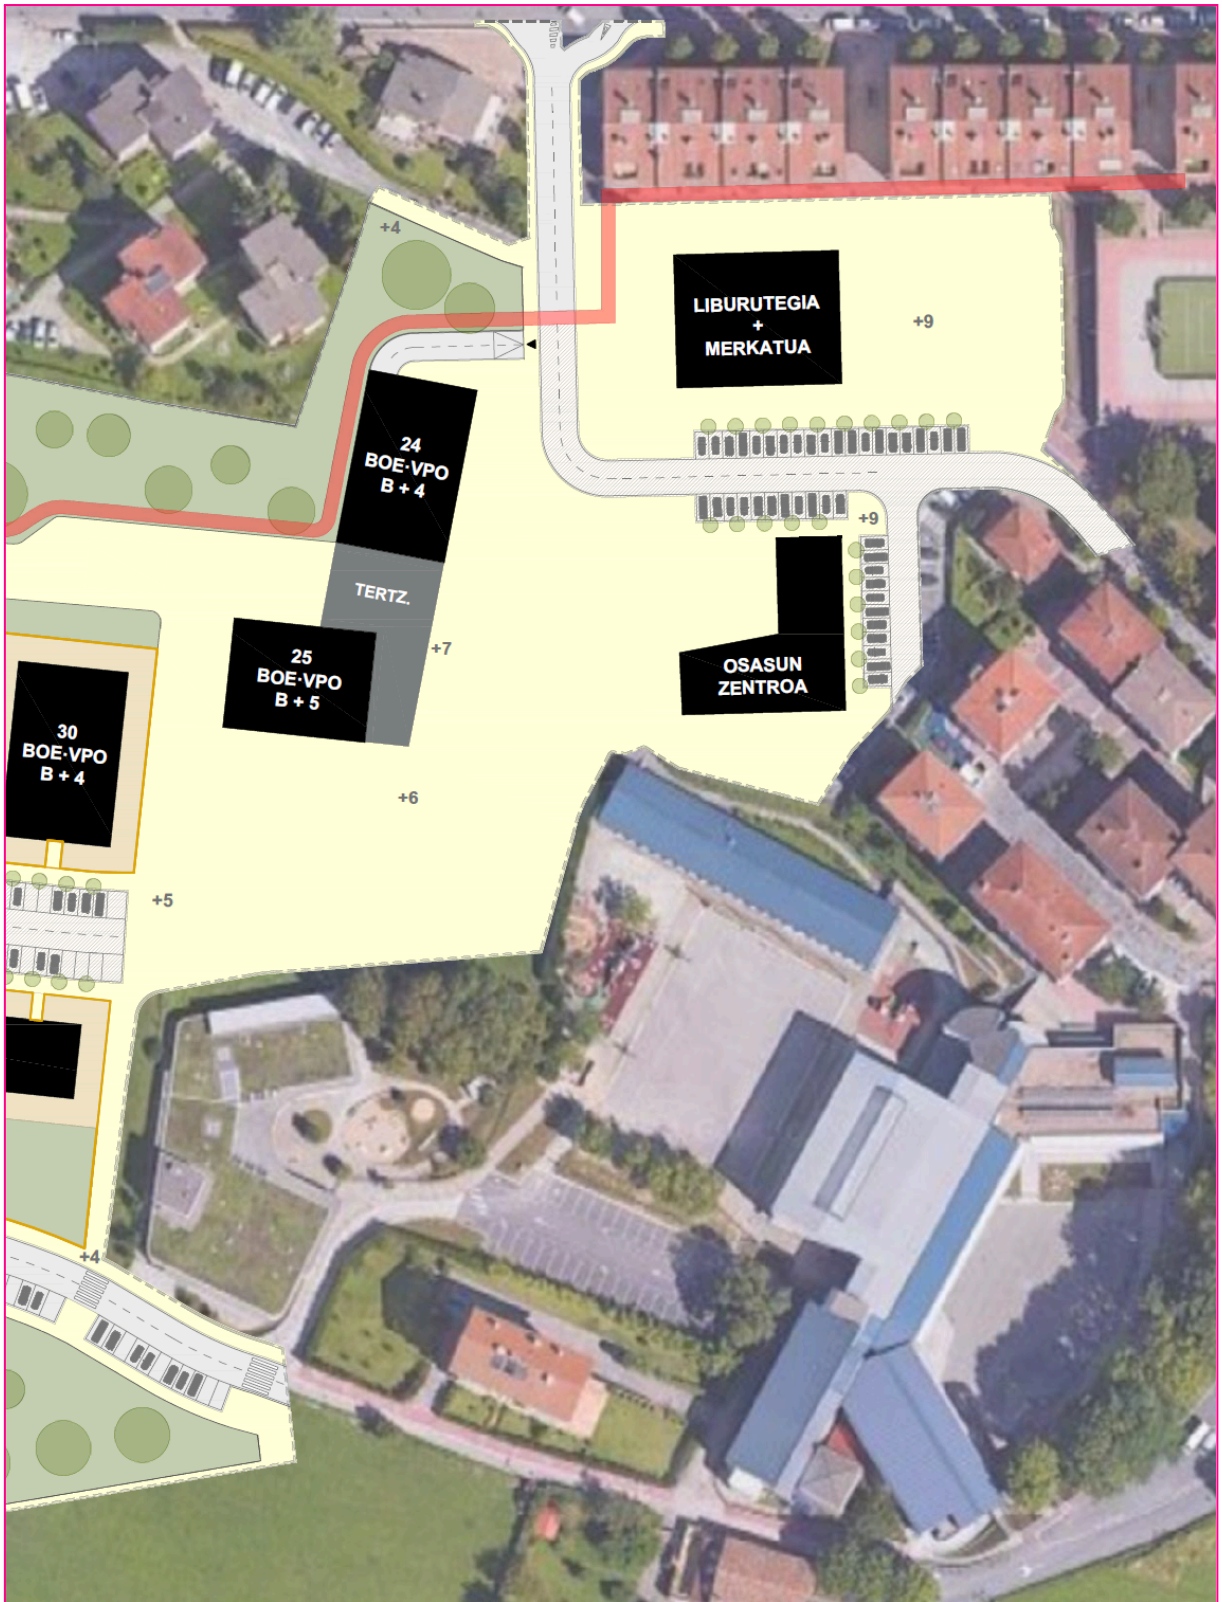 +4
LIBURUTEGIA
+
MERKATUA
+9
24
BOE·VPO
B + 4
+9
TERTZ.
+7
25
BOE·VPO
B + 5
OSASUN
ZENTROA
30
BOE·VPO
B + 4
+6
+5
+4